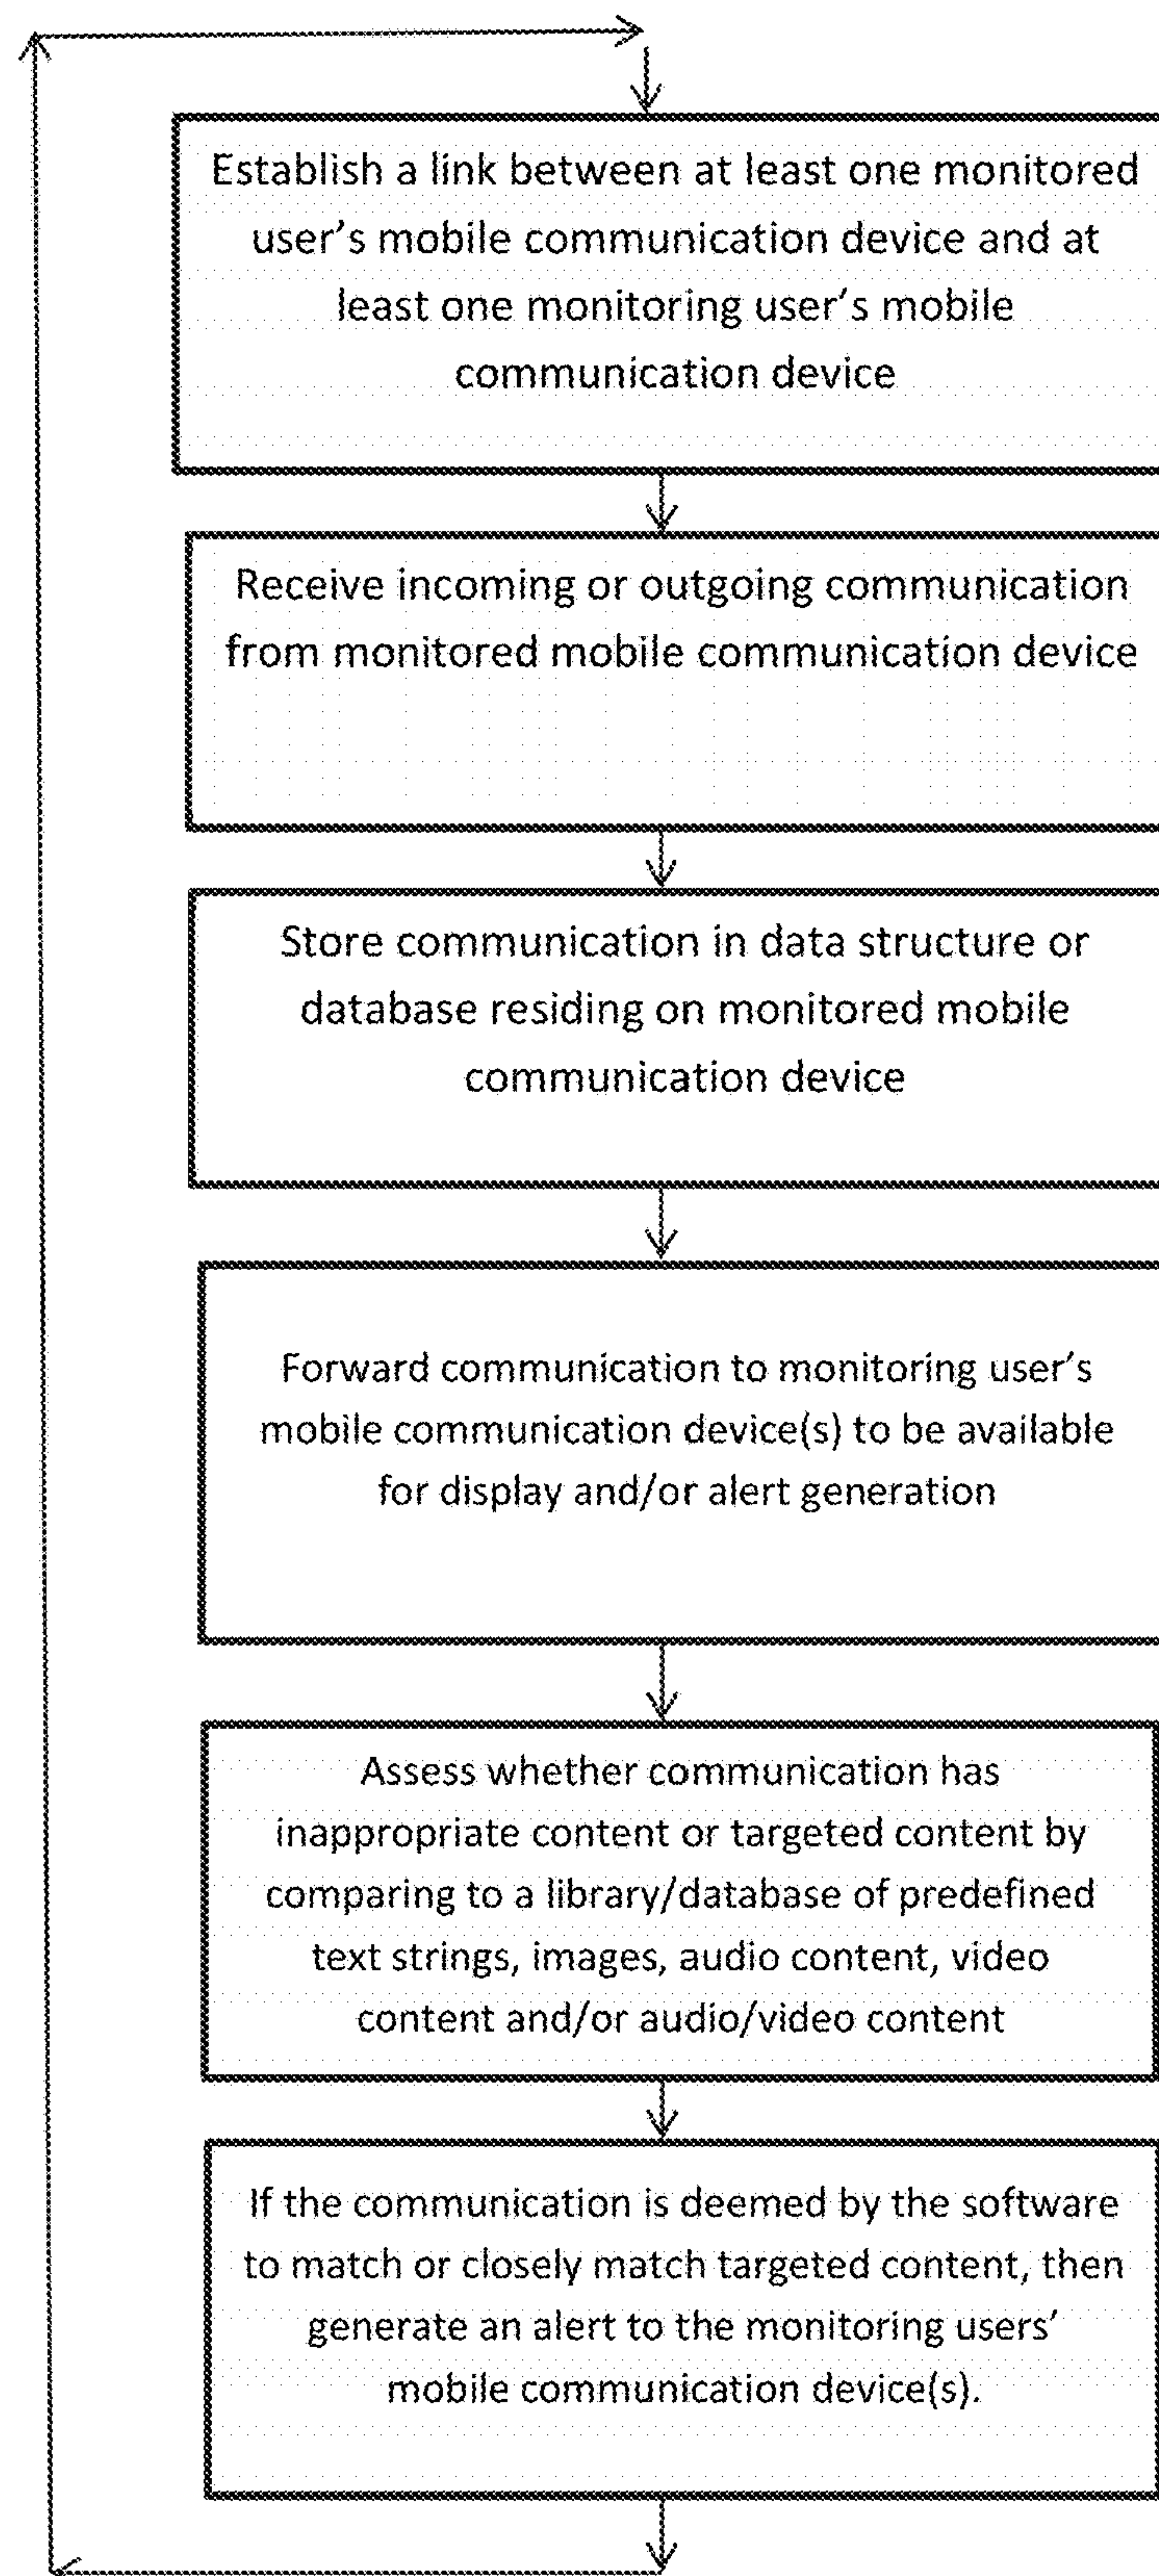 Establish a link between at least one monitored
user's mobile communication device and at
least one monitoring user's mobile
communication device
Receive incoming or outgoing communication
from monitored mobile communication device
Store communication in data structure or
database residing on monitored mobile
communication device
Forward communication to monitoring user's
mobile communication device(s) to be available
for display and/or alert generation
Assess whether communication has
inappropriate content or targeted content by
comparing to a library/database of predefined
text strings, images, audio content, video
content and/or audio/video content
If the communication is deemed by the software
to match or closely match targeted content, then
generate an alert to the monitoring users'
mobile communication device(s).